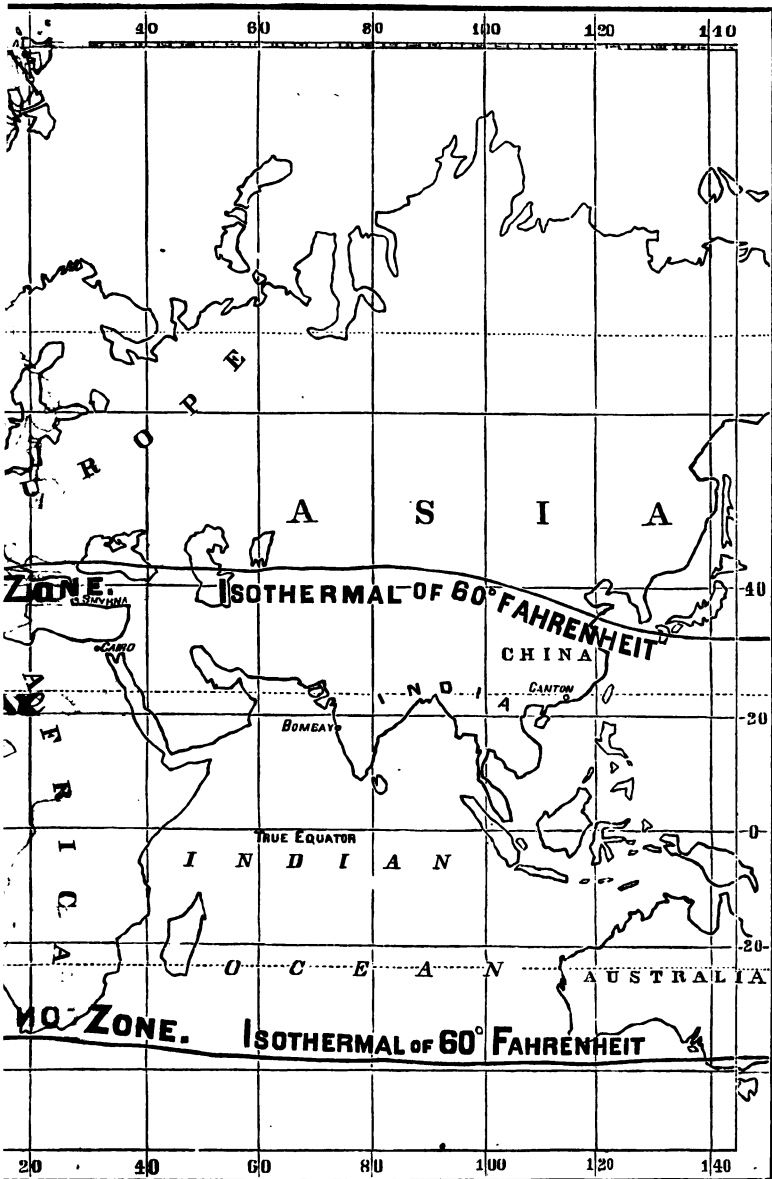 20 40 60 80 100 120 140
E
P
O
R
U
A S I A
ZONE.
SMYRNA
ISOTHERMAL OF 60° FAHRENHEIT
40
CAIRO
CHINA
INDIA
CANTON
BOMBAY
20
AFRICA
TRUE EQUATOR
0
INDIAN
20
OCEAN
AUSTRALIA
NO ZONE.
ISOTHERMAL OF 60° FAHRENHEIT
20 40 60 80 100 120 140